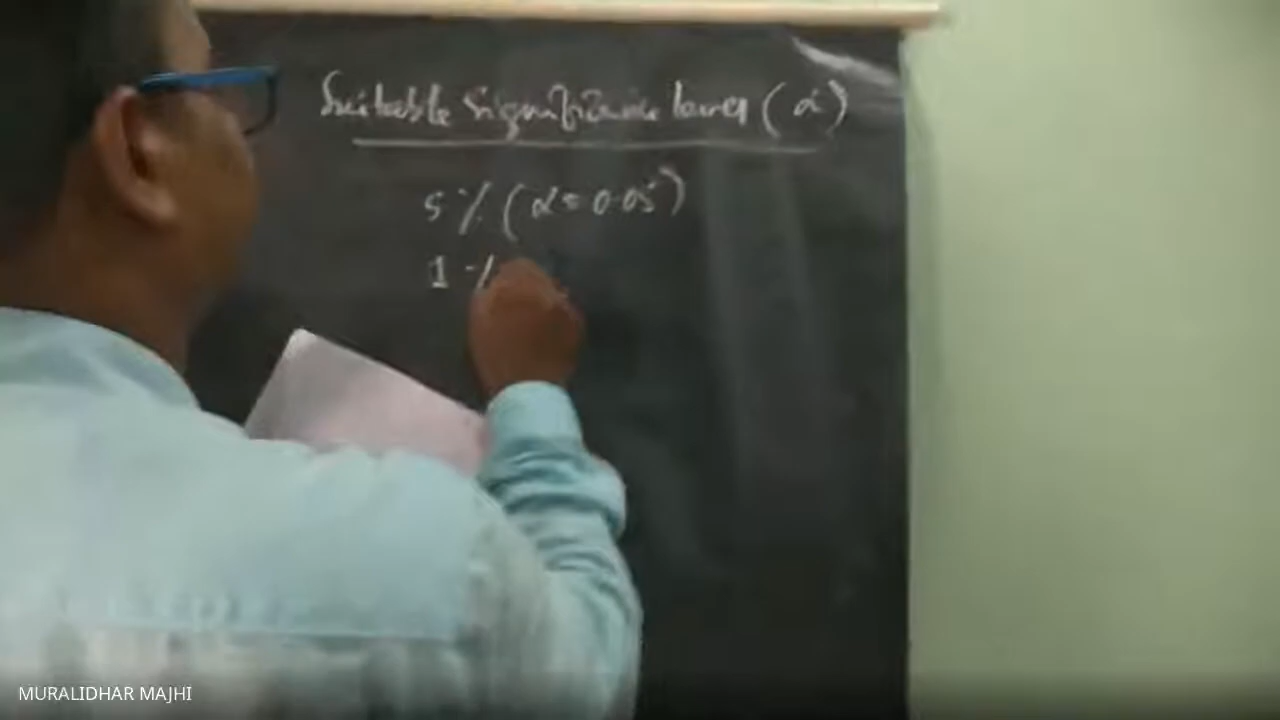 Suitable Significance level (α)
5 % (α = 0.05)
1 %
MURALIDHAR MAJHI